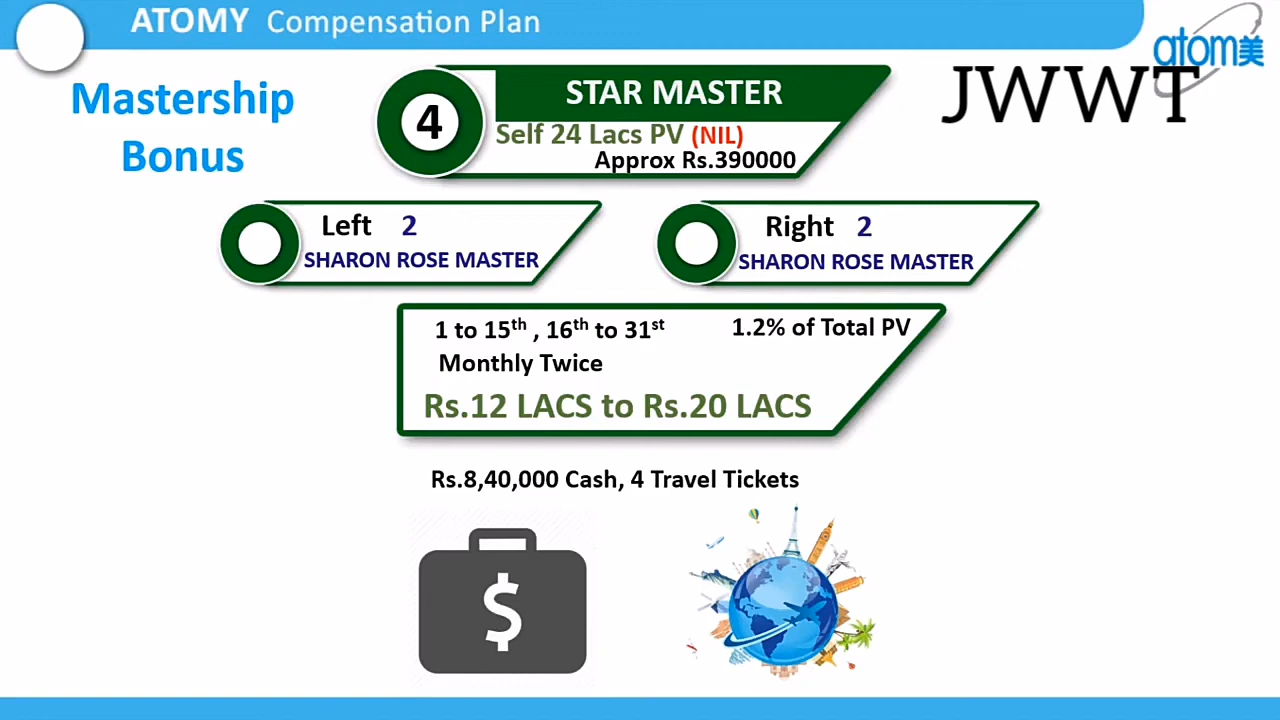 ATOMY Compensation Plan
atom美
JWWT
Mastership
Bonus
4
STAR MASTER
Self 24 Lacs PV (NIL)
Approx Rs.390000
Left 2
SHARON ROSE MASTER
Right 2
SHARON ROSE MASTER
1 to 15th , 16th to 31st
1.2% of Total PV
Monthly Twice
Rs.12 LACS to Rs.20 LACS
Rs.8,40,000 Cash, 4 Travel Tickets
$